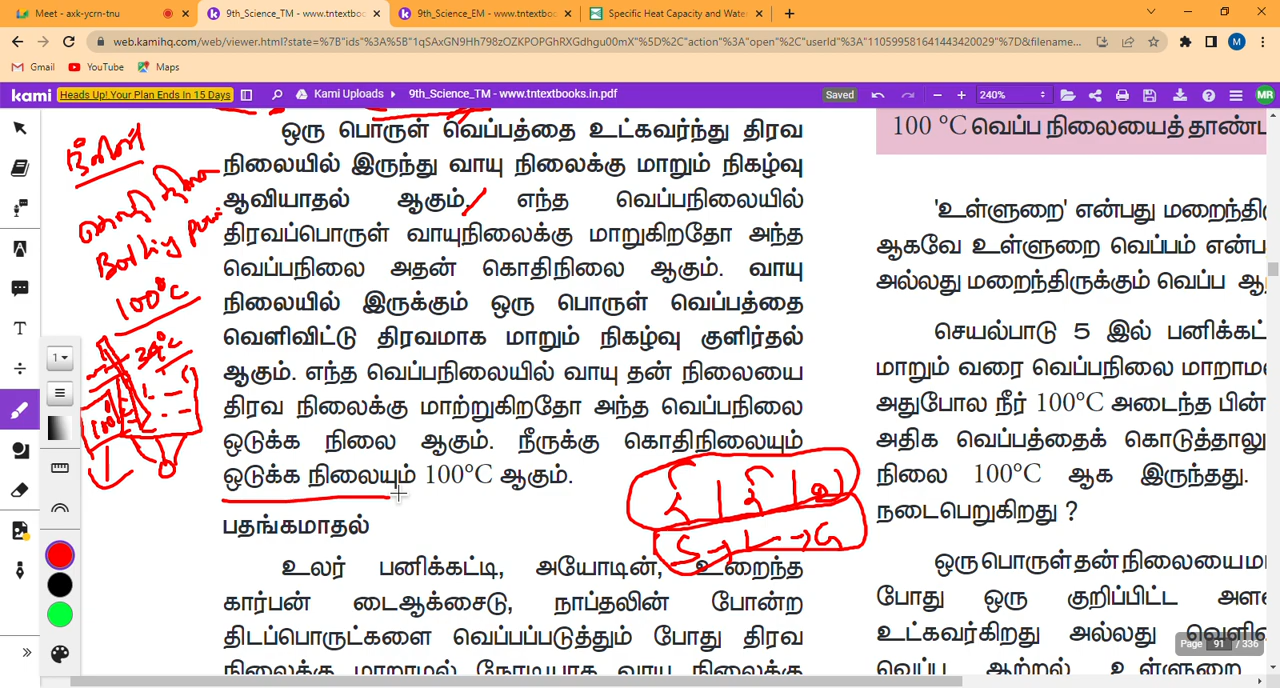 Meet - axk-ycrn-tnu
9th_Science_TM - www.tntextbooks
9th_Science_EM - www.tntextboo
Specific Heat Capacity and Wate
web.kamihq.com/web/viewer.html?state=%7B"ids"%3A%5B"1qSAxGN9Hh798zOZKPOPGhRXGdhgu00mX"%5D%2C"action"%3A"open"%2C"userId"%3A"110599581641443420029"%7D&filename...
Gmail
YouTube
Maps
kami
Heads Up! Your Plan Ends In 15 Days
Kami Uploads
9th_Science_TM - www.tntextbooks.in.pdf
Saved
240%
MR
ஒரு பொருள் வேப்பத்தை உட்கவர்ந்து திரவ
நிலையில் இருந்து வாயு நிலைக்கு மாறும் நிகழ்வு
ஆவியாதல் ஆகும். எந்த வெப்பநிலையில்
திரவப்பொருள் வாயுநிலைக்கு மாறுகிறதோ அந்த
வெப்பநிலை அதன் கொதிநிலை ஆகும். வாயு
நிலையில் இருக்கும் ஒரு பொருள் வெப்பத்தை
வெளிவிட்டு திரவமாக மாறும் நிகழ்வு குளிர்தல்
ஆகும். எந்த வெப்பநிலையில் வாயு தன் நிலையை
திரவ நிலைக்கு மாற்றுகிறதோ அந்த வெப்பநிலை
ஒடுக்க நிலை ஆகும். நீருக்கு கொதிநிலையும்
ஒடுக்க நிலையும் 100°C ஆகும்.
பதங்கமாதல்
உலர் பனிக்கட்டி, அயோடின், உறைந்த
கார்பன் டைஆக்சைடு, நாப்தலின் போன்ற
திடப்பொருட்களை வெப்பப்படுத்தும் போது திரவ
நிலைக்கு மாறாமல் நேரடியாக வாயு நிலைக்கு
100°C
S→L→G
100 °C வெப்ப நிலையைத் தாண்ட
'உள்ளுறை' என்பது மறைந்தி
ஆகவே உள்ளுறை வெப்பம் என்ப
அல்லது மறைந்திருக்கும் வெப்ப ஆ
செயல்பாடு 5 இல் பனிக்கட்
மாறும் வரை வெப்பநிலை மாறாம
அதுபோல நீர் 100°C அடைந்த பின்
அதிக வெப்பத்தைக் கொடுத்தாலு
நிலை 100°C ஆக இருந்தது.
நடைபெறுகிறது ?
ஒருபொருள்தன்நிலையைமா
போது ஒரு குறிப்பிட்ட அள
உட்கவர்கிறது அல்லது வெளிவ
வெப்ப ஆற்றல் உள்ளுறை
Page 91 / 336